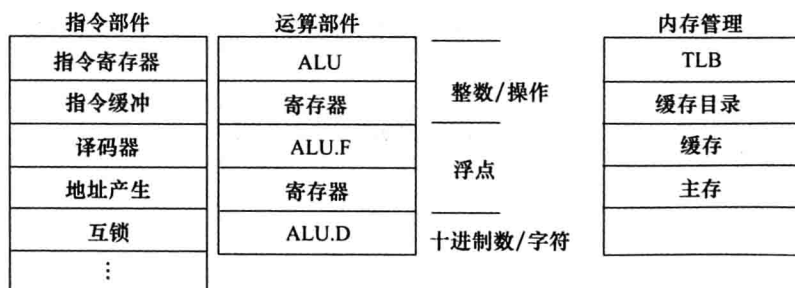 指令部件 运算部件 内存管理
指令寄存器 ALU TLB
整数/操作
指令缓冲 寄存器 缓存目录
译码器 ALU.F 缓存
浮点
地址产生 寄存器 主存
互锁 ALU.D 十进制数/字符
⋮